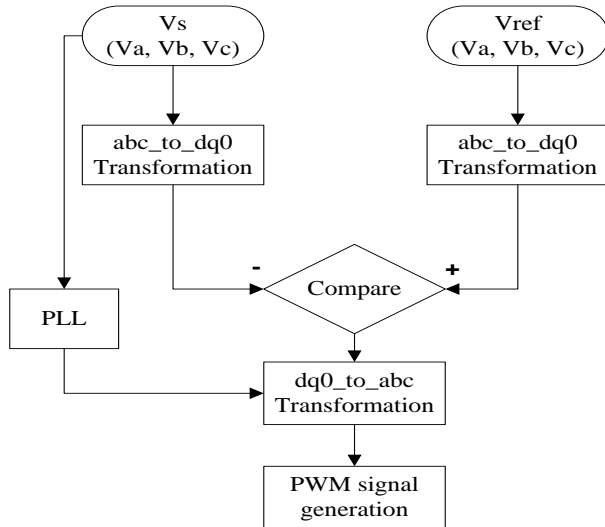 Vs
(Va, Vb, Vc)
Vref
(Va, Vb, Vc)
abc_to_dq0
Transformation
abc_to_dq0
Transformation
-
+
Compare
PLL
dq0_to_abc
Transformation
PWM signal
generation